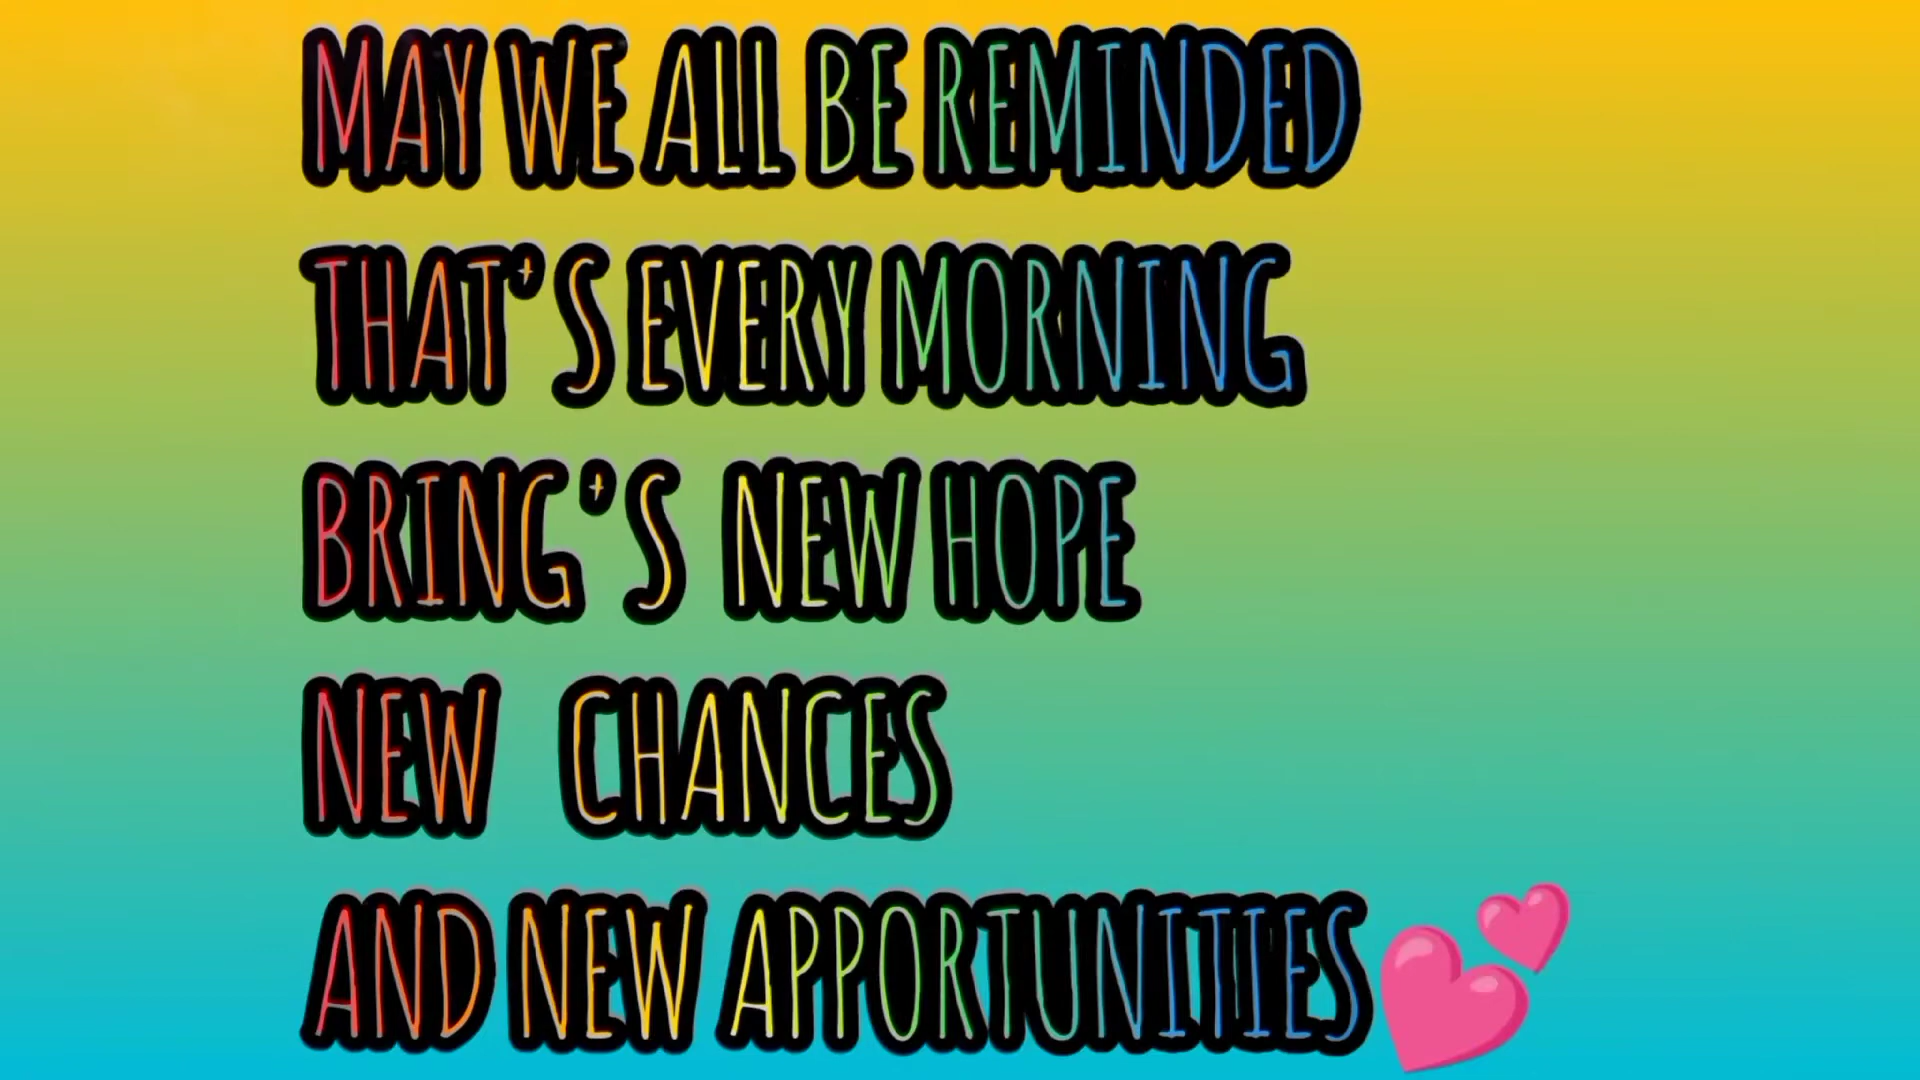 MAY WE ALL BE REMINDED
THAT'S EVERY MORNING
BRING'S NEW HOPE
NEW CHANCES
AND NEW APPORTUNITIES